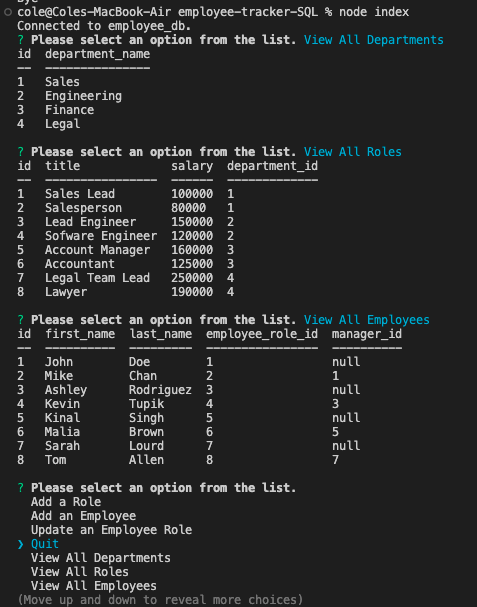 bye
cole@Coles-MacBook-Air employee-tracker-SQL % node index
Connected to employee_db.
? Please select an option from the list. View All Departments
id  department_name
--  ---------------
1   Sales
2   Engineering
3   Finance
4   Legal
? Please select an option from the list. View All Roles
id  title             salary  department_id
--  ----------------  ------  -------------
1   Sales Lead        100000  1
2   Salesperson       80000   1
3   Lead Engineer     150000  2
4   Sofware Engineer  120000  2
5   Account Manager   160000  3
6   Accountant        125000  3
7   Legal Team Lead   250000  4
8   Lawyer            190000  4
? Please select an option from the list. View All Employees
id  first_name  last_name  employee_role_id  manager_id
--  ----------  ---------  ----------------  ----------
1   John        Doe        1                 null
2   Mike        Chan       2                 1
3   Ashley      Rodriguez  3                 null
4   Kevin       Tupik      4                 3
5   Kinal       Singh      5                 null
6   Malia       Brown      6                 5
7   Sarah       Lourd      7                 null
8   Tom         Allen      8                 7
? Please select an option from the list.
Add a Role
Add an Employee
Update an Employee Role
❯ Quit
View All Departments
View All Roles
View All Employees
(Move up and down to reveal more choices)